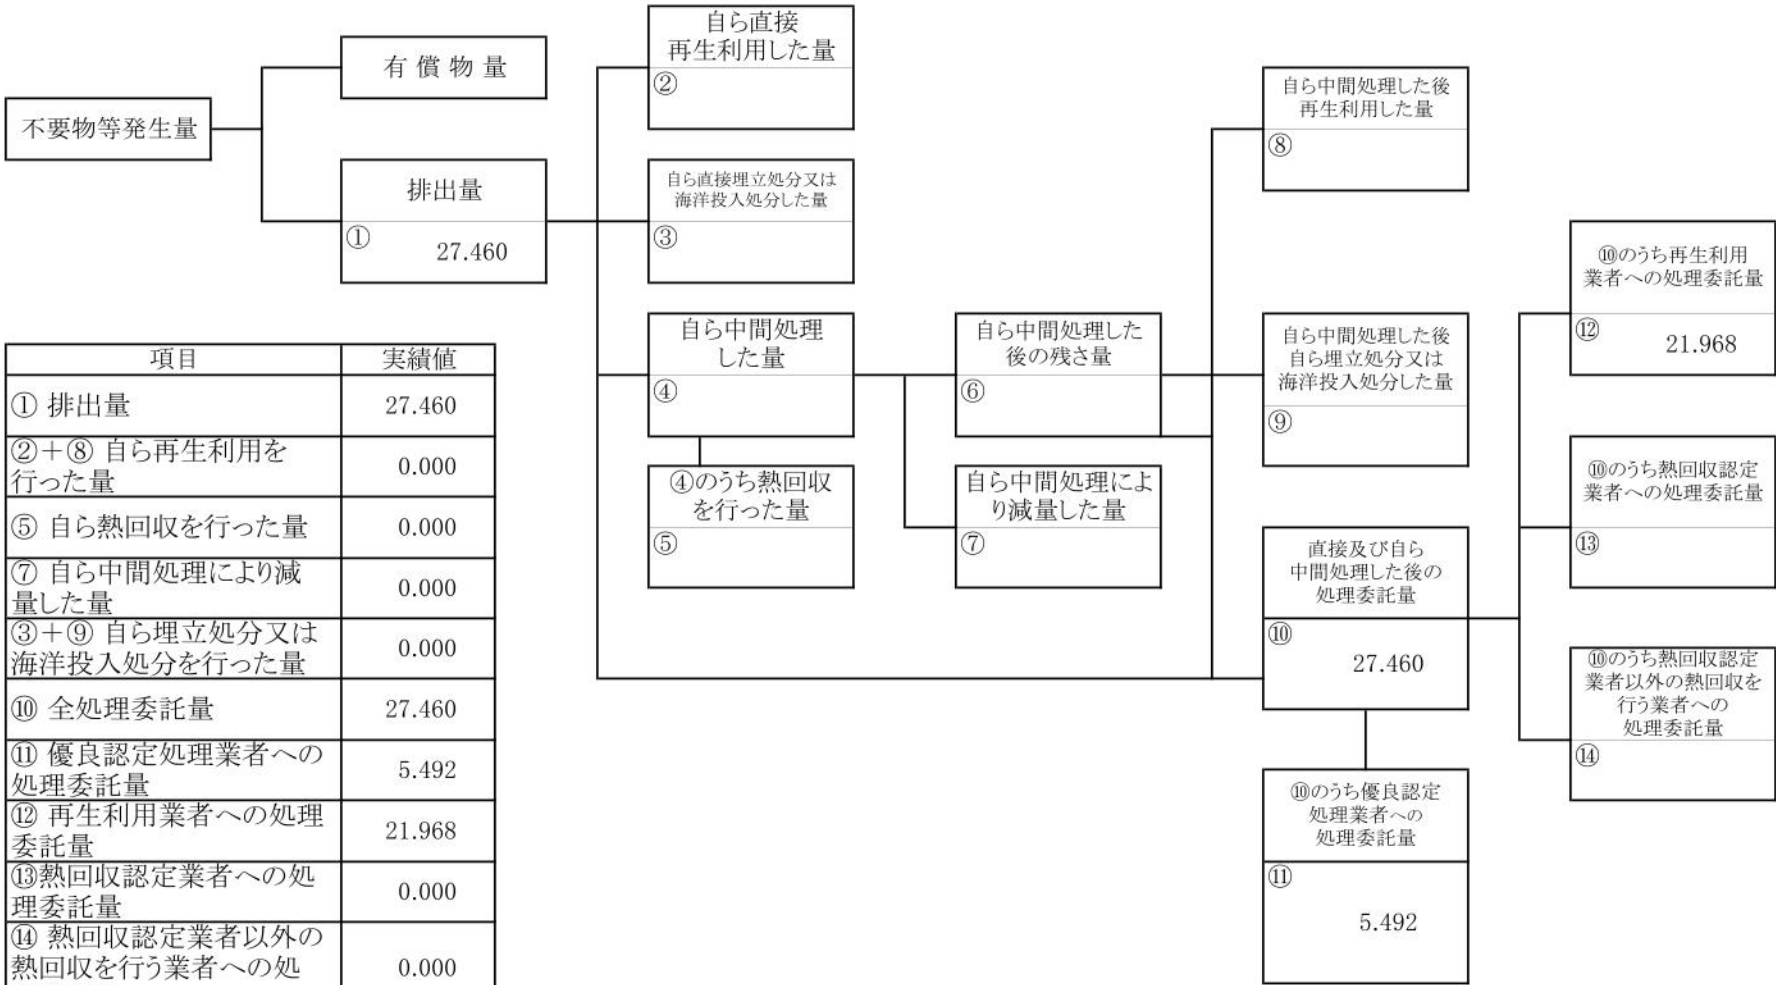 不要物等発生量
有 償 物 量
排出量
①
27.460
自ら直接
再生利用した量
②
自ら直接埋立処分又は
海洋投入処分した量
③
自ら中間処理
した量
④
④のうち熱回収
を行った量
⑤
自ら中間処理した
後の残さ量
⑥
自ら中間処理によ
り減量した量
⑦
自ら中間処理した後
再生利用した量
⑧
自ら中間処理した後
自ら埋立処分又は
海洋投入処分した量
⑨
直接及び自ら
中間処理した後の
処理委託量
⑩
27.460
⑩のうち優良認定
処理業者への
処理委託量
⑪
5.492
⑩のうち再生利用
業者への処理委託量
⑫
21.968
⑩のうち熱回収認定
業者への処理委託量
⑬
⑩のうち熱回収認定
業者以外の熱回収を
行う業者への
処理委託量
⑭
項目 実績値
① 排出量 27.460
②+⑧ 自ら再生利用を
行った量 0.000
⑤ 自ら熱回収を行った量 0.000
⑦ 自ら中間処理により減
量した量 0.000
③+⑨ 自ら埋立処分又は
海洋投入処分を行った量 0.000
⑩ 全処理委託量 27.460
⑪ 優良認定処理業者への
処理委託量 5.492
⑫ 再生利用業者への処理
委託量 21.968
⑬熱回収認定業者への処
理委託量 0.000
⑭ 熱回収認定業者以外の
熱回収を行う業者への処 0.000